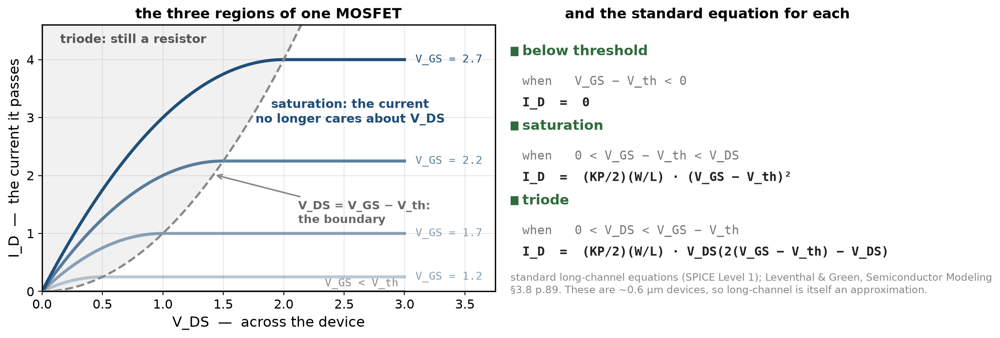 the three regions of one MOSFET
triode: still a resistor
V_GS = 2.7
saturation: the current
no longer cares about V_DS
V_GS = 2.2
V_DS = V_GS − V_th:
the boundary
V_GS = 1.7
V_GS = 1.2
V_GS < V_th
4
3
2
1
0
0.0 0.5 1.0 1.5 2.0 2.5 3.0 3.5
I_D — the current it passes
V_DS — across the device
and the standard equation for each
below threshold
when V_GS − V_th < 0
I_D = 0
saturation
when 0 < V_GS − V_th < V_DS
I_D = (KP/2)(W/L) · (V_GS − V_th)²
triode
when 0 < V_DS < V_GS − V_th
I_D = (KP/2)(W/L) · V_DS(2(V_GS − V_th) − V_DS)
standard long-channel equations (SPICE Level 1); Leventhal & Green, Semiconductor Modeling
§3.8 p.89. These are ~0.6 µm devices, so long-channel is itself an approximation.